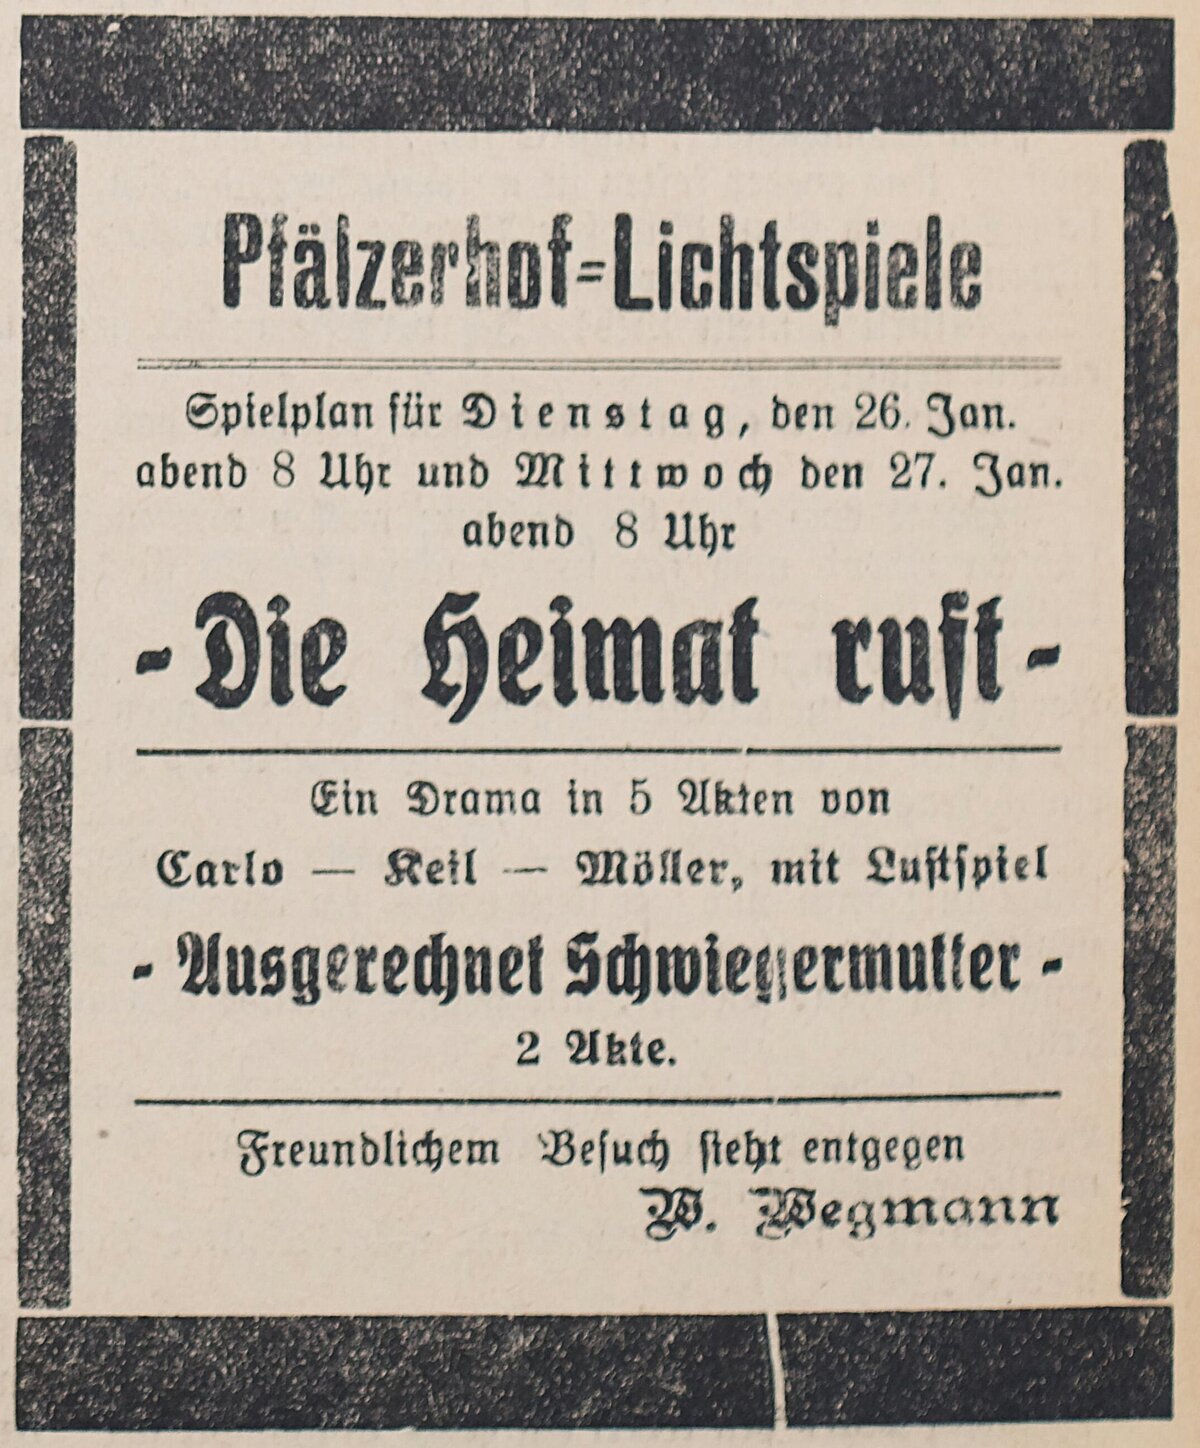 Pfälzerhof=Lichtspiele
Spielplan für Dienstag, den 26. Jan.
abend 8 Uhr und Mittwoch den 27. Jan.
abend 8 Uhr
- Die Heimat ruft -
Ein Drama in 5 Akten von
Carlo — Keil — Möller, mit Lustspiel
- Ausgerechnet Schwiegermutter -
2 Akte.
Freundlichem Besuch sieht entgegen
W. Wegmann